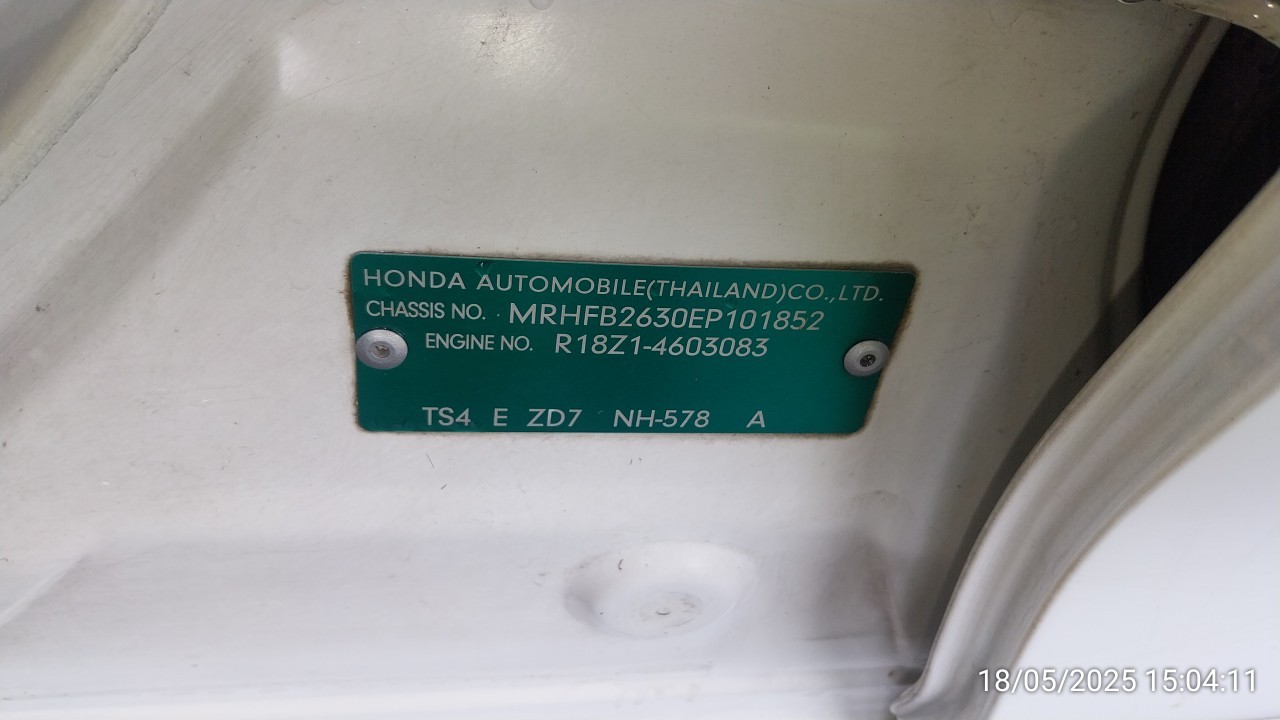 HONDA AUTOMOBILE(THAILAND)CO.,LTD.
CHASSIS NO. MRHFB2630EP101852
ENGINE NO. R18Z1-4603083
TS4 E ZD7 NH-578 A
18/05/2025 15:04:11